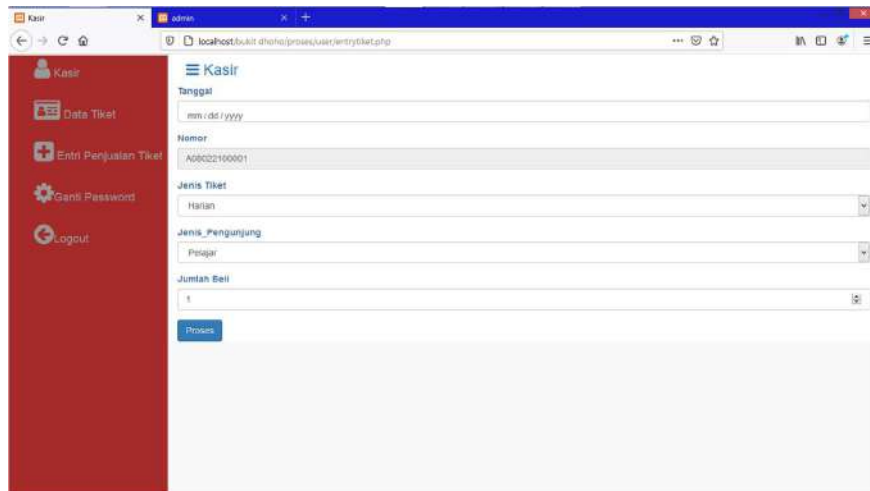 Kasir
admin
localhost/bukit dhoho/proses/user/entrytiket.php
Kasir
Data Tiket
Entri Penjualan Tiket
Ganti Password
Logout
Kasir
Tanggal
mm / dd / yyyy
Nomor
A08022100001
Jenis Tiket
Harian
Jenis_Pengunjung
Pelajar
Jumlah Beli
1
Proses